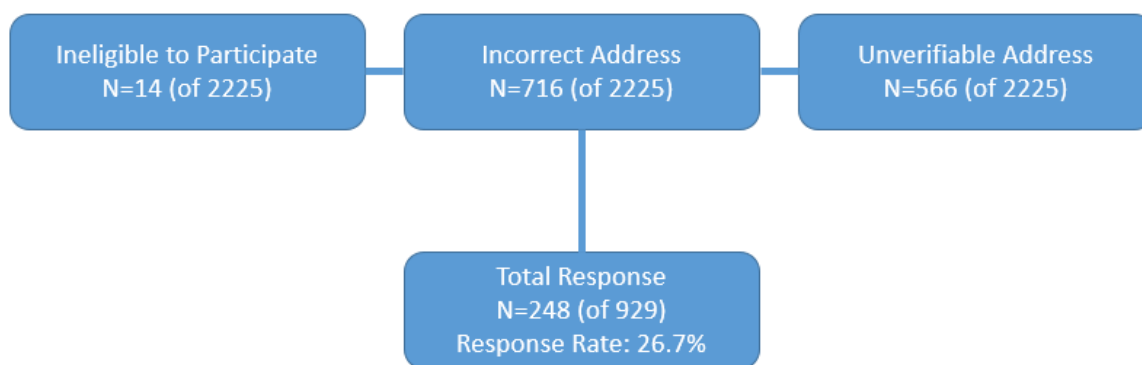 Ineligible to Participate
N=14 (of 2225)
Incorrect Address
N=716 (of 2225)
Unverifiable Address
N=566 (of 2225)
Total Response
N=248 (of 929)
Response Rate: 26.7%